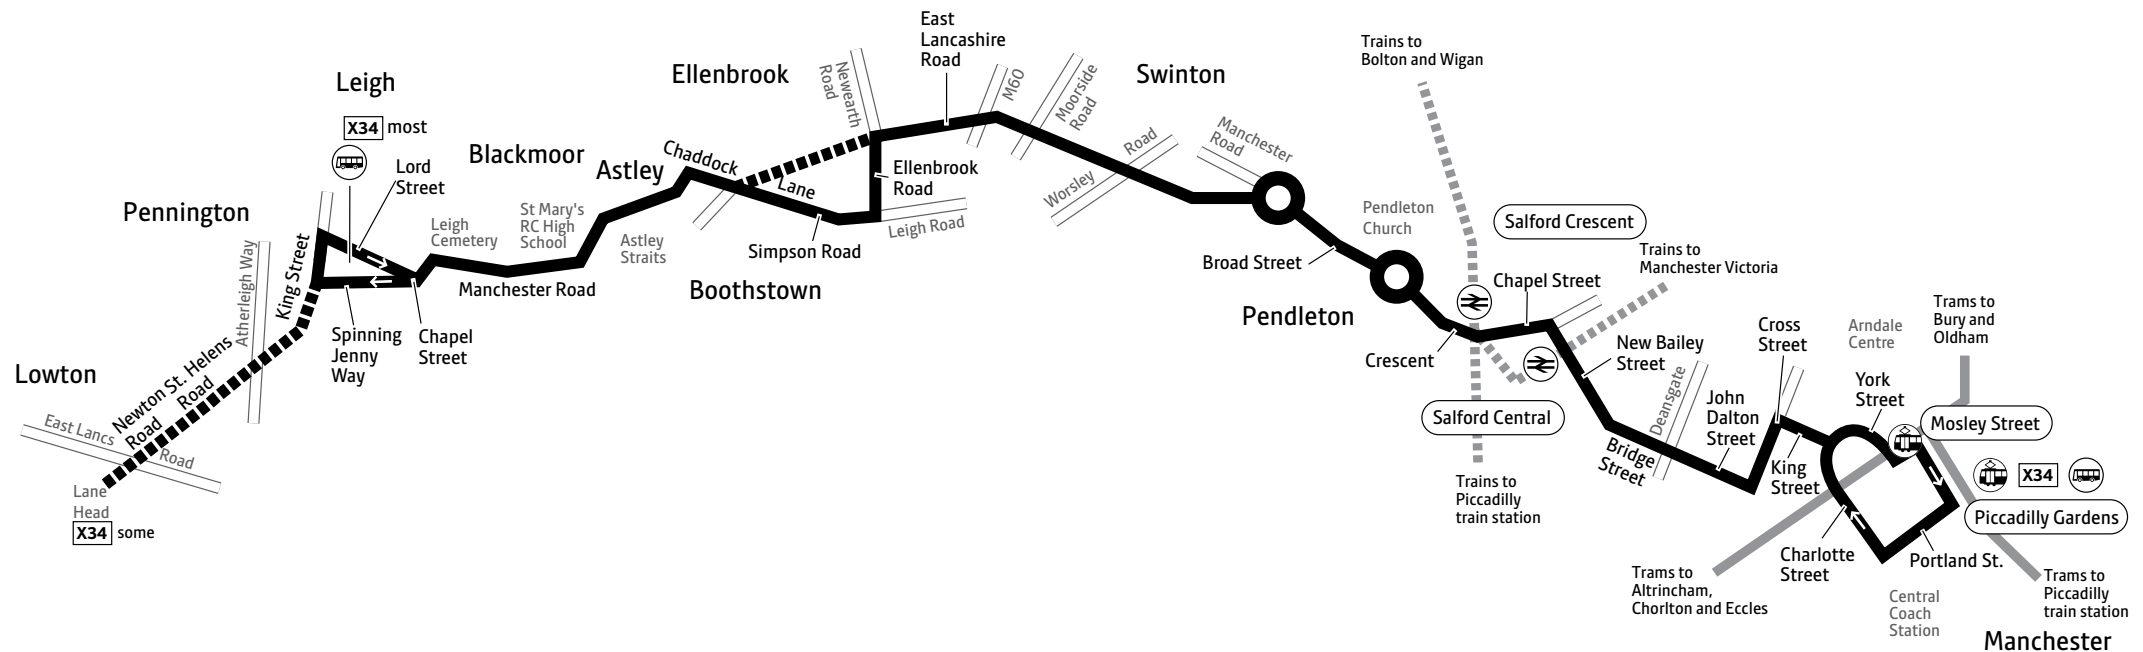 Leigh
X34 most
Lord
Street
Pennington
King Street
Atherleigh Way
Spinning
Jenny
Way
Chapel
Street
Lowton
Newton St. Helens
Road Road
East Lancs Road
Lane
Head
X34 some
Leigh
Cemetery
Blackmoor
St Mary's
RC High
School
Manchester Road
Astley
Astley
Straits
Chaddock Lane
Simpson Road
Boothstown
Ellenbrook
Newearth
Road
East
Lancashire
Road
Ellenbrook
Road
Leigh Road
M60
Moorside
Road
Swinton
Worsley Road
Manchester
Road
Broad Street
Pendleton
Pendleton
Church
Trains to
Bolton and Wigan
Salford Crescent
Crescent
Chapel Street
Trains to
Manchester Victoria
Salford Central
Trains to
Piccadilly
train station
New Bailey
Street
Bridge
Street
Deansgate
John
Dalton
Street
Cross
Street
King
Street
Arndale
Centre
York
Street
Trams to
Bury and
Oldham
Mosley Street
X34
Piccadilly Gardens
Portland St.
Charlotte
Street
Trams to
Altrincham,
Chorlton and Eccles
Central
Coach
Station
Trams to
Piccadilly
train station
Manchester